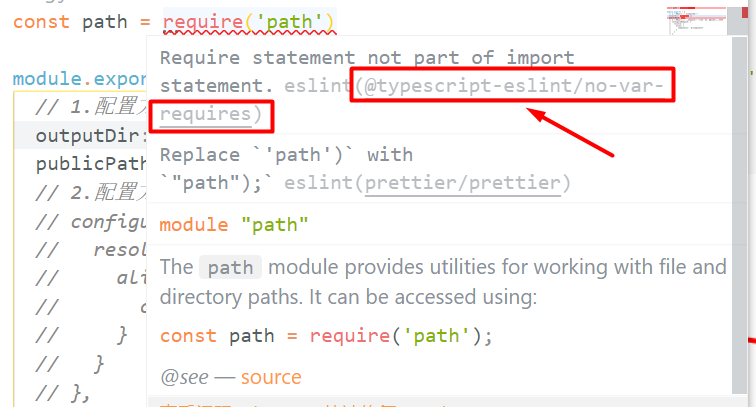 const path = require('path')
Require statement not part of import
statement. eslint(@typescript-eslint/no-var-
requires)
module.expor
// 1.配置
outputDir:
Replace `'path')` with
publicPath
`"path");` eslint(prettier/prettier)
// 2.配置
// configu
module "path"
// resol
The path module provides utilities for working with file and
// ali
directory paths. It can be accessed using:
//
// }
const path = require('path');
// }
@see — source
// },